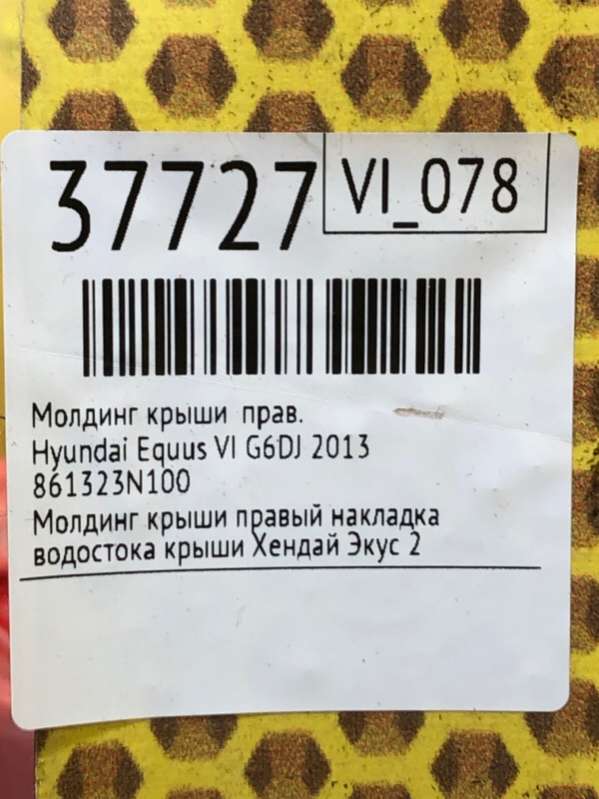 37727
VI_078
Молдинг крыши прав.
Hyundai Equus VI G6DJ 2013
861323N100
Молдинг крыши правый накладка
водостока крыши Хендай Экус 2